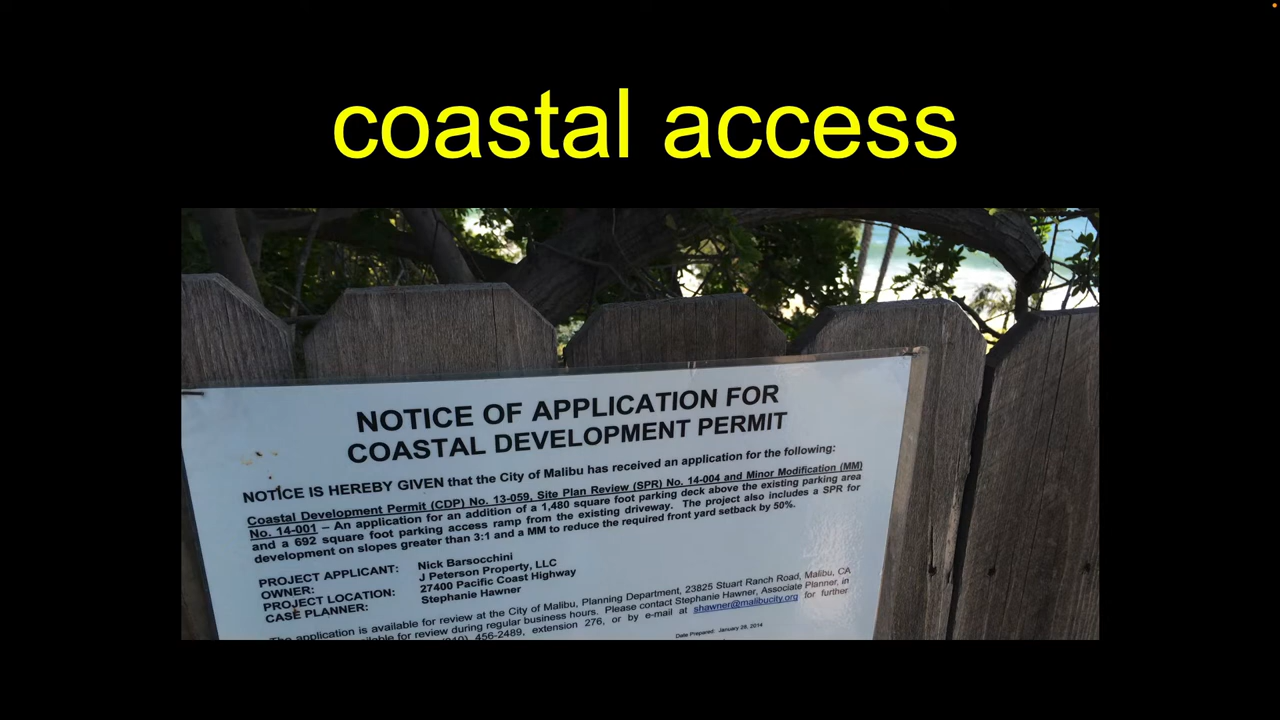 coastal access
NOTICE OF APPLICATION FOR
COASTAL DEVELOPMENT PERMIT
NOTICE IS HEREBY GIVEN that the City of Malibu has received an application for the following:
Coastal Development Permit (CDP) No. 13-059, Site Plan Review (SPR) No. 14-004 and Minor Modification (MM)
No. 14-001 – An application for an addition of a 1,480 square foot parking deck above the existing parking area
and a 692 square foot parking access ramp from the existing driveway. The project also includes a SPR for
development on slopes greater than 3:1 and a MM to reduce the required front yard setback by 50%.
PROJECT APPLICANT: Nick Barsocchini
OWNER: J Peterson Property, LLC
PROJECT LOCATION: 27400 Pacific Coast Highway
CASE PLANNER: Stephanie Hawner
The application is available for review at the City of Malibu, Planning Department, 23825 Stuart Ranch Road, Malibu, CA
for review during regular business hours. Please contact Stephanie Hawner, Associate Planner, in
456-2489, extension 276, or by e-mail at shawner@malibucity.org for further
Date Prepared: January 28, 2014